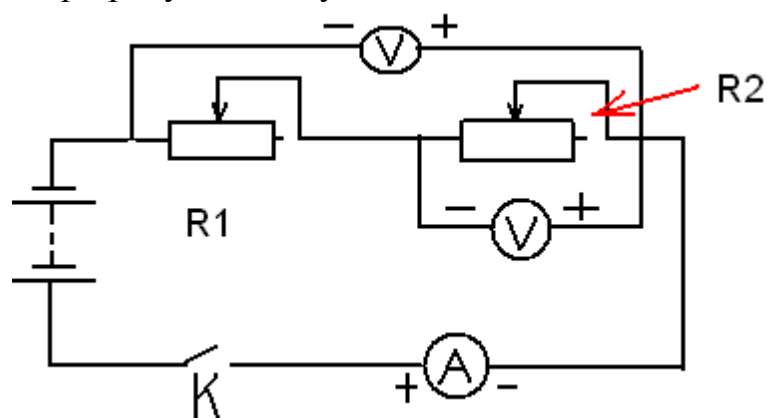 − V +
R2
R1
− V +
K
+ A -